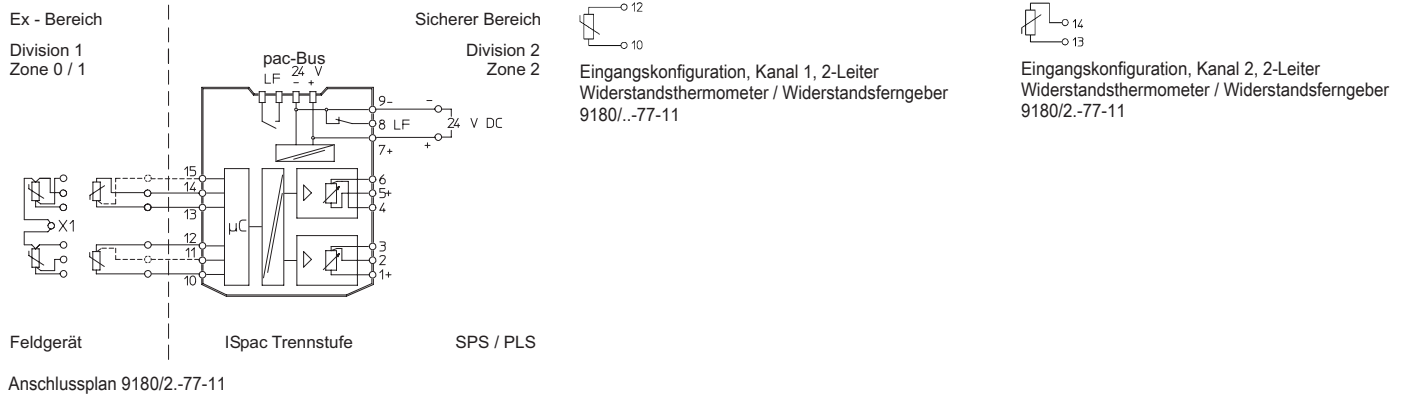 Ex - Bereich
Sicherer Bereich
Division 1
Zone 0 / 1
Division 2
Zone 2
pac-Bus
LF
24 V
- +
9-
8 LF
7+
-
24 V DC
+
15
14
13
12
11
10
X1
µC
6
5+
4
3
2
1+
Feldgerät
ISpac Trennstufe
SPS / PLS
Anschlussplan 9180/2.-77-11
12
10
Eingangskonfiguration, Kanal 1, 2-Leiter
Widerstandsthermometer / Widerstandsferngeber
9180/..-77-11
14
13
Eingangskonfiguration, Kanal 2, 2-Leiter
Widerstandsthermometer / Widerstandsferngeber
9180/2.-77-11